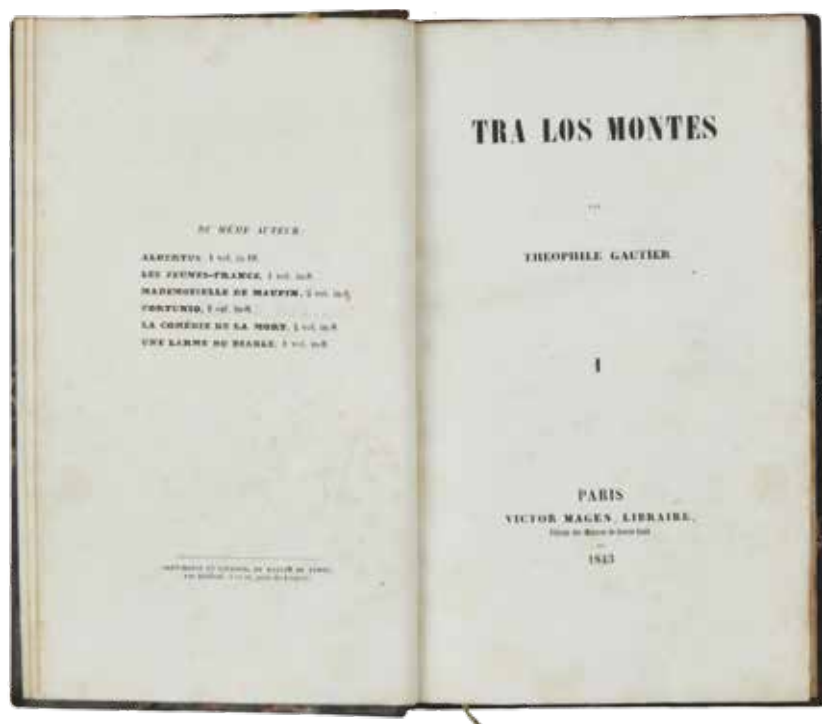 DU MÊME AUTEUR
ALBERTUS, 1 vol. in-18.
LES JEUNES-FRANCE, 1 vol. in-8.
MADEMOISELLE DE MAUPIN, 2 vol. in-8.
FORTUNIO, 1 vol. in-8.
LA COMÉDIE DE LA MORT, 1 vol. in-8.
UNE LARME DU DIABLE, 1 vol. in-8.
TRA LOS MONTES
PAR
THÉOPHILE GAUTIER
I
PARIS
VICTOR MAGEN, LIBRAIRE,
1843